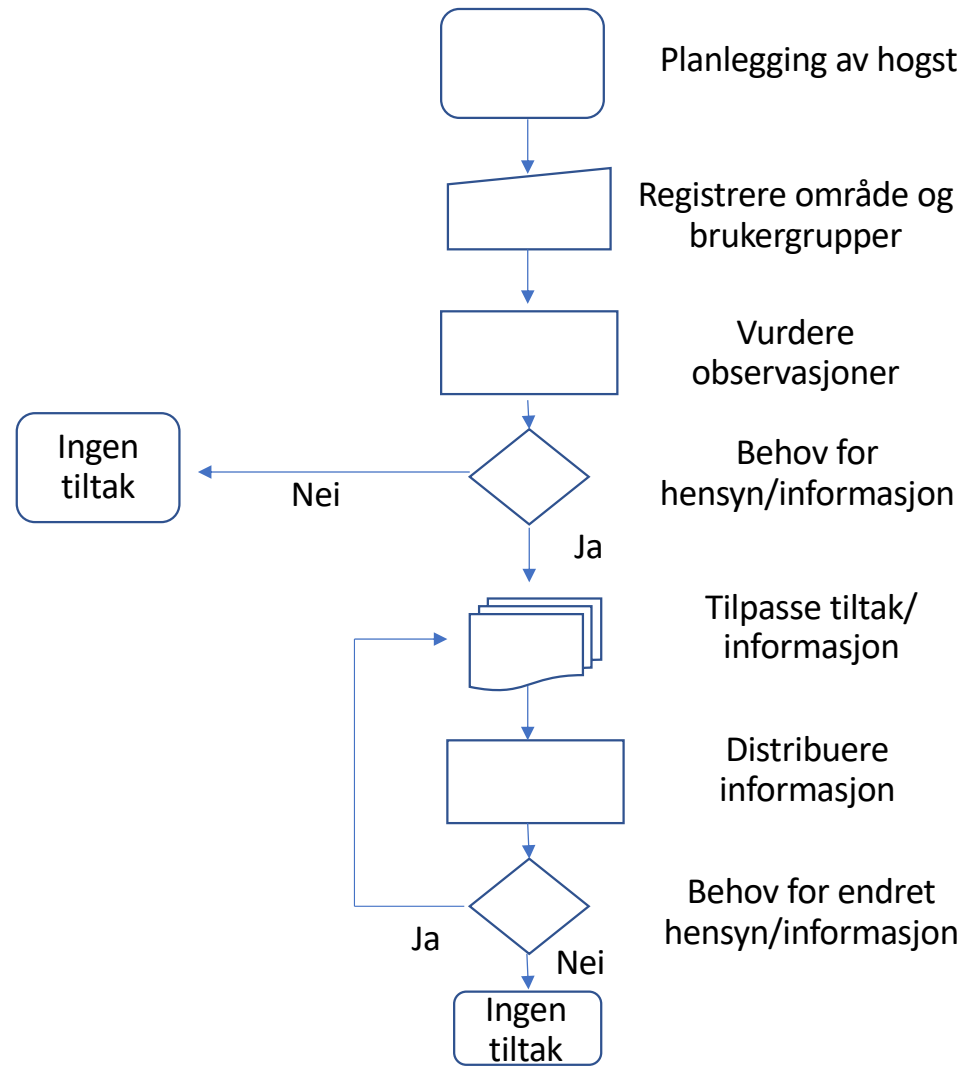 Planlegging av hogst
Registrere område og
brukergrupper
Vurdere
observasjoner
Ingen
tiltak
Nei
Behov for
hensyn/informasjon
Ja
Tilpasse tiltak/
informasjon
Distribuere
informasjon
Behov for endret
hensyn/informasjon
Ja
Nei
Ingen
tiltak